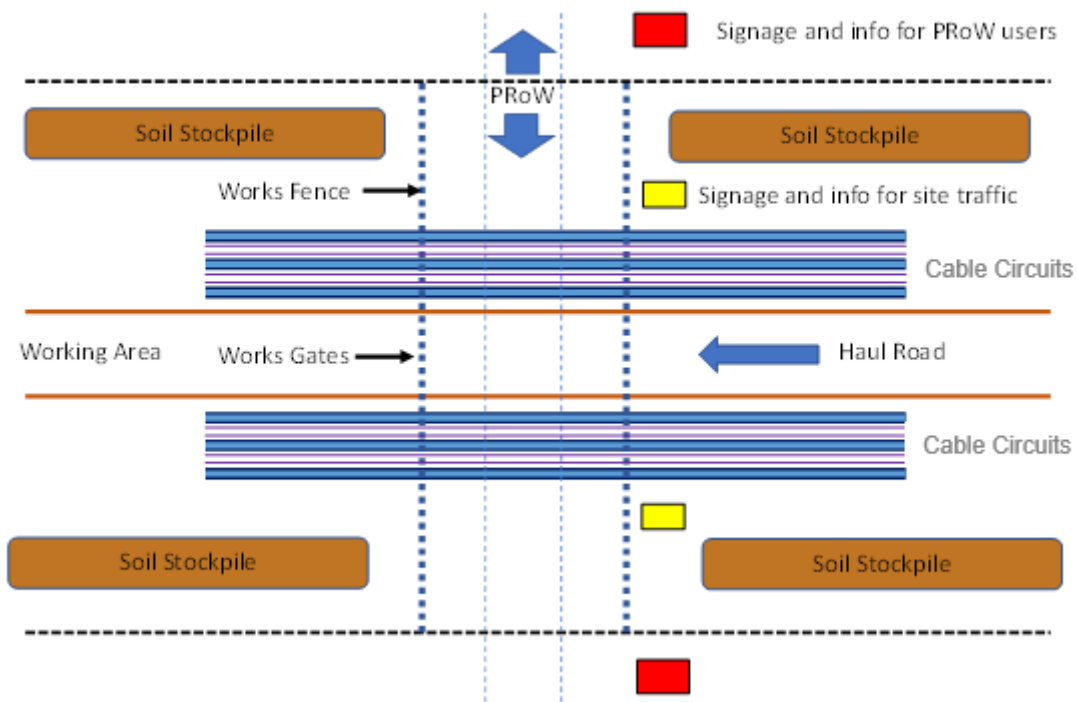 Signage and info for PRoW users
PRoW
Soil Stockpile
Soil Stockpile
Works Fence
Signage and info for site traffic
Cable Circuits
Working Area
Works Gates
Haul Road
Cable Circuits
Soil Stockpile
Soil Stockpile